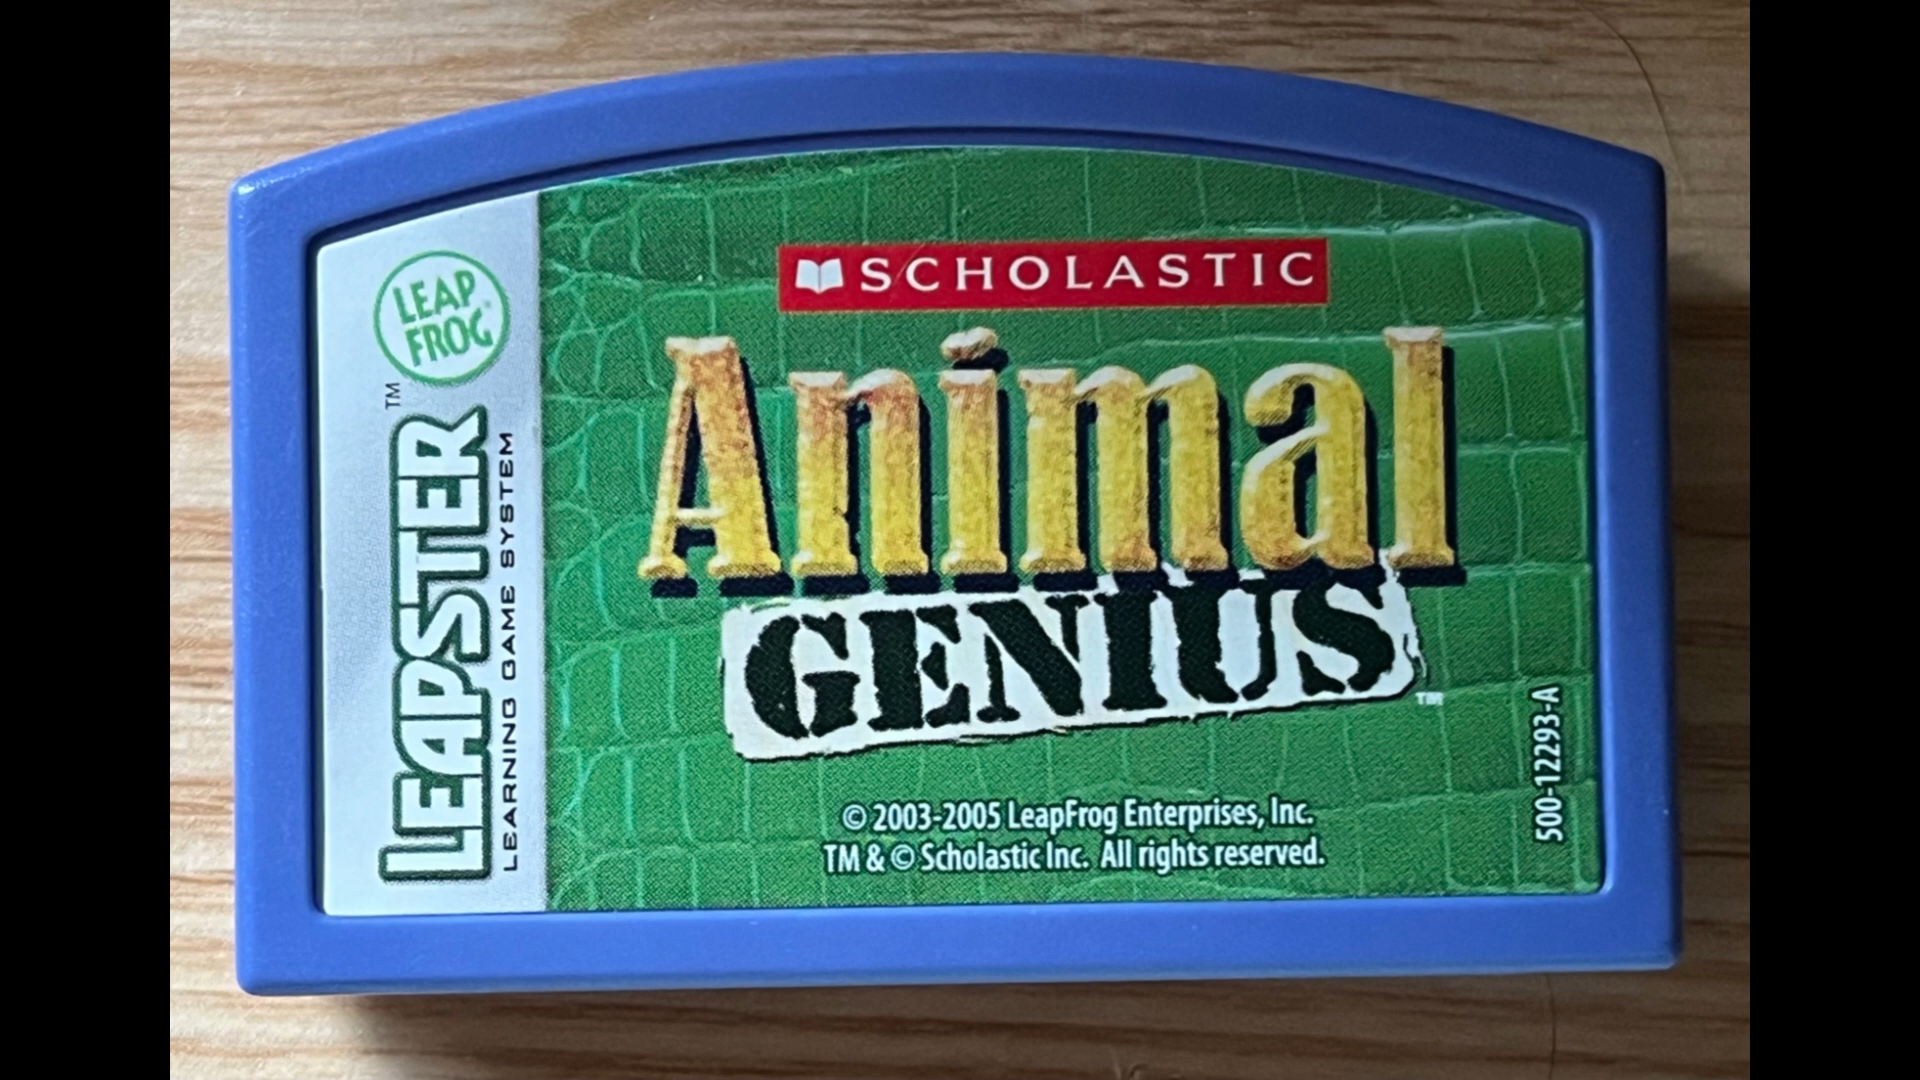 LEAP
FROG™
LEAPSTER™
LEARNING GAME SYSTEM
SCHOLASTIC
Animal
GENIUS™
© 2003-2005 LeapFrog Enterprises, Inc.
TM & © Scholastic Inc. All rights reserved.
500-12293-A